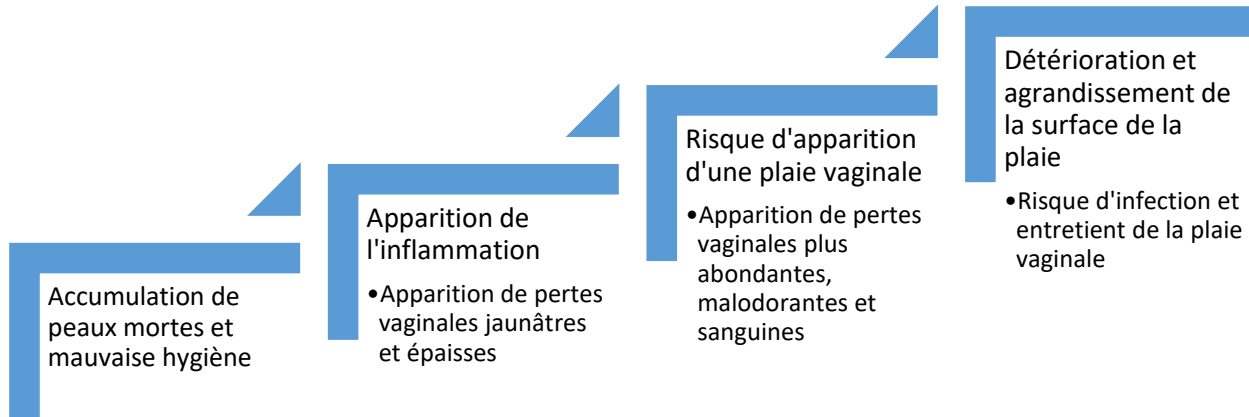 Accumulation de
peaux mortes et
mauvaise hygiène
Apparition de
l'inflammation
•Apparition de pertes
vaginales jaunâtres
et épaisses
Risque d'apparition
d'une plaie vaginale
•Apparition de pertes
vaginales plus
abondantes,
malodorantes et
sanguines
Détérioration et
agrandissement de
la surface de la
plaie
•Risque d'infection et
entretient de la plaie
vaginale